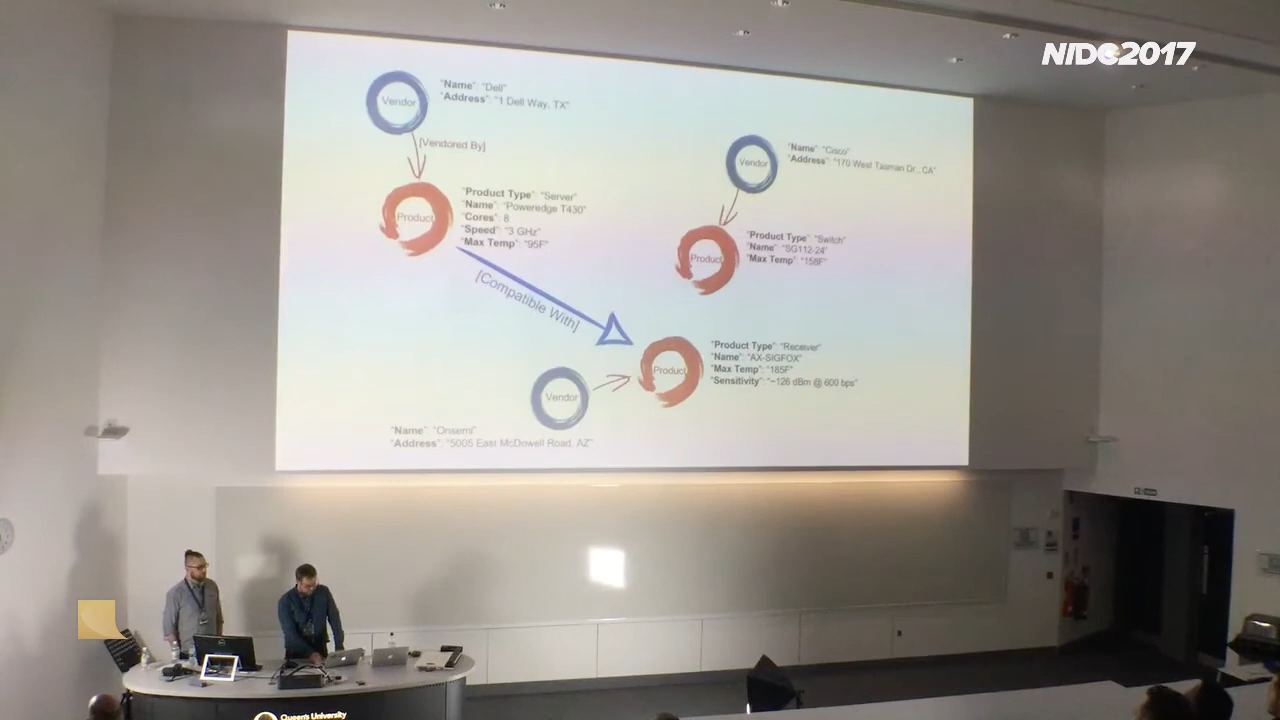 NIDC2017
Vendor
"Name": "Dell"
"Address": "1 Dell Way, TX"
[Vendored By]
Product
"Product Type": "Server"
"Name": "Poweredge T430"
"Cores": 8
"Speed": "3 GHz"
"Max Temp": "95F"
Vendor
"Name": "Cisco"
"Address": "170 West Tasman Dr., CA"
Product
"Product Type": "Switch"
"Name": "SG112-24"
"Max Temp": "158F"
[Compatible With]
Product
"Product Type": "Receiver"
"Name": "AX-SIGFOX"
"Max Temp": "185F"
"Sensitivity": "−126 dBm @ 600 bps"
Vendor
"Name": "Onsemi"
"Address": "5005 East McDowell Road, AZ"
Queen's University